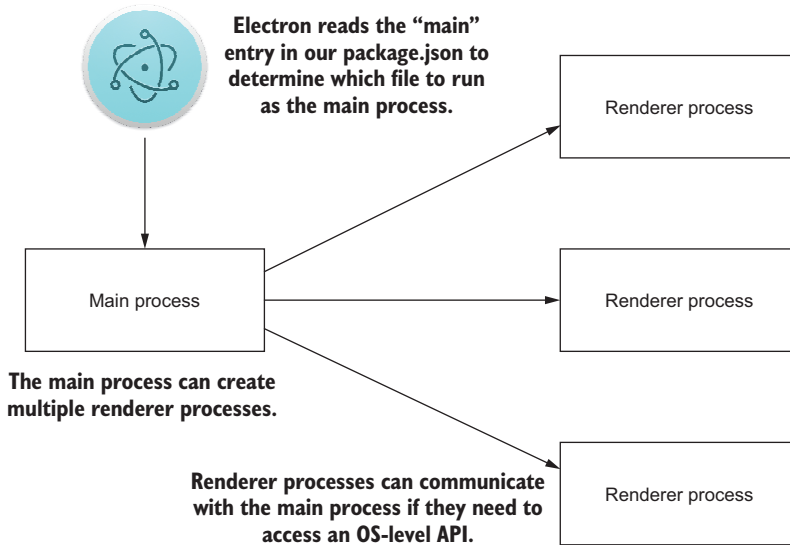 Electron reads the “main”
entry in our package.json to
determine which file to run
as the main process.
Renderer process
Main process
Renderer process
The main process can create
multiple renderer processes.
Renderer processes can communicate
with the main process if they need to
access an OS-level API.
Renderer process